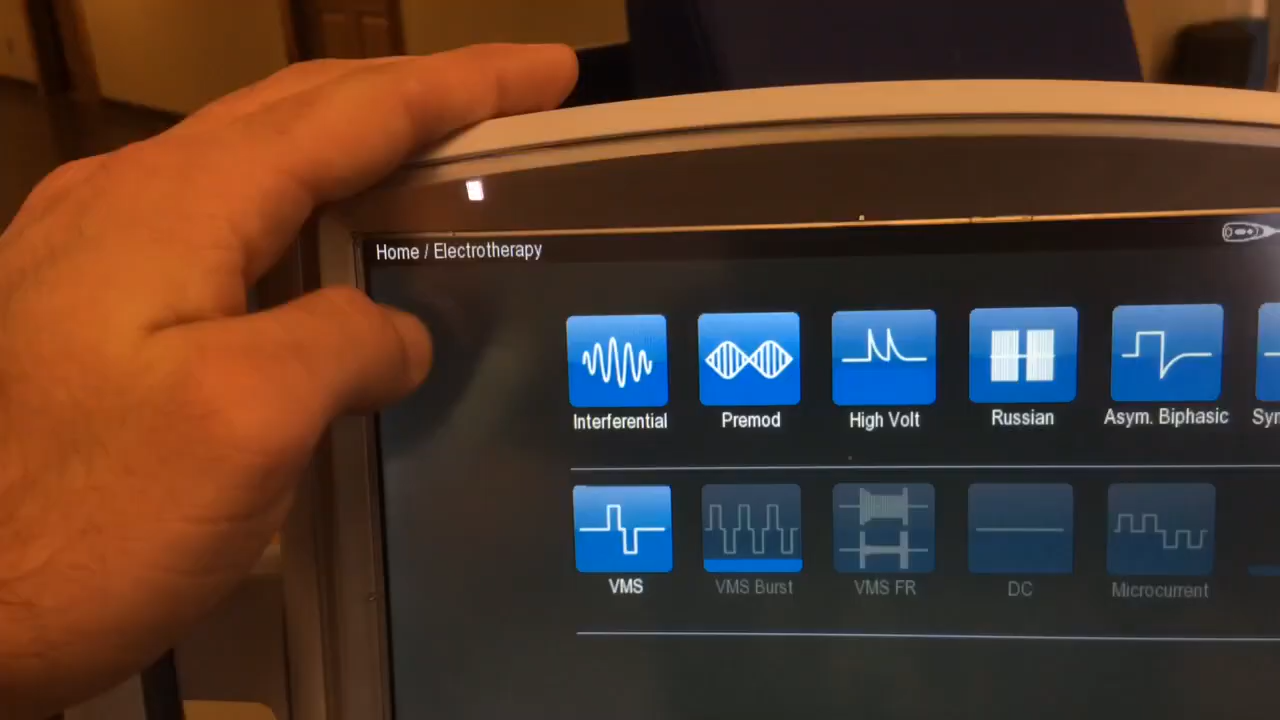 Home / Electrotherapy
Interferential Premod High Volt Russian Asym. Biphasic
VMS VMS Burst VMS FR DC Microcurrent